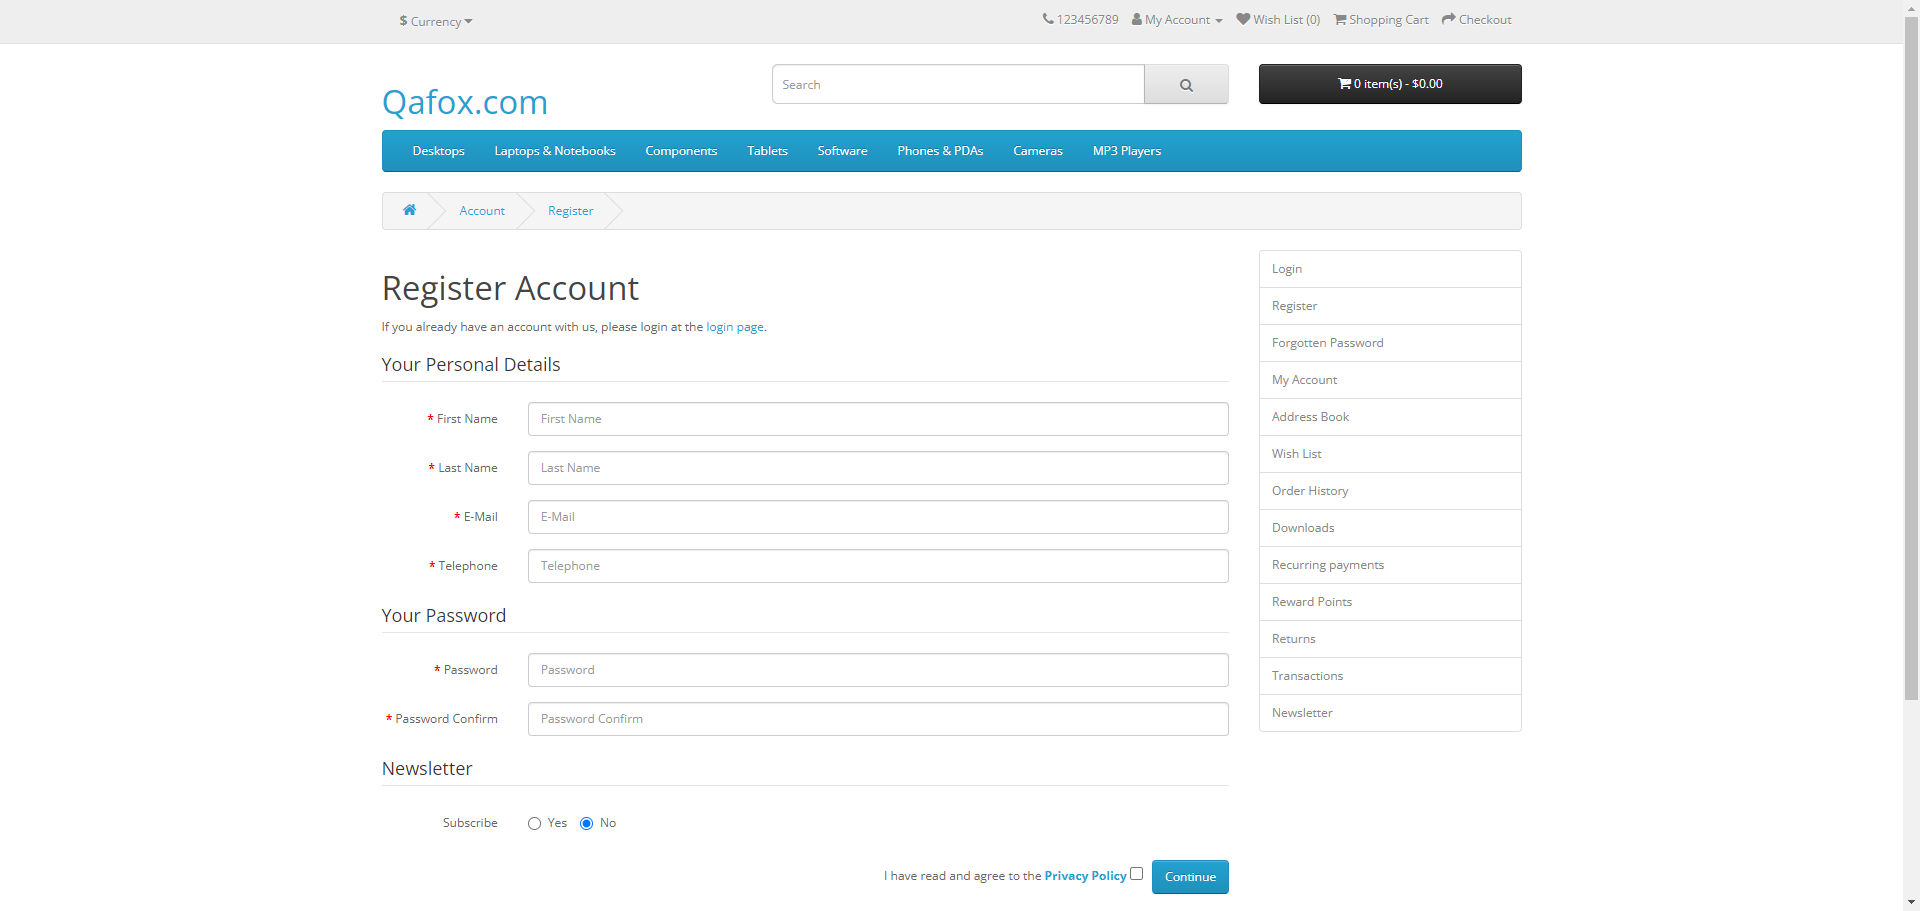 $ Currency
123456789 My Account Wish List (0) Shopping Cart Checkout
Qafox.com
Search
0 item(s) - $0.00
Desktops Laptops & Notebooks Components Tablets Software Phones & PDAs Cameras MP3 Players
Account Register
Register Account
If you already have an account with us, please login at the login page.
Your Personal Details
* First Name First Name
* Last Name Last Name
* E-Mail E-Mail
* Telephone Telephone
Your Password
* Password Password
* Password Confirm Password Confirm
Newsletter
Subscribe Yes No
I have read and agree to the Privacy Policy Continue
Login
Register
Forgotten Password
My Account
Address Book
Wish List
Order History
Downloads
Recurring payments
Reward Points
Returns
Transactions
Newsletter